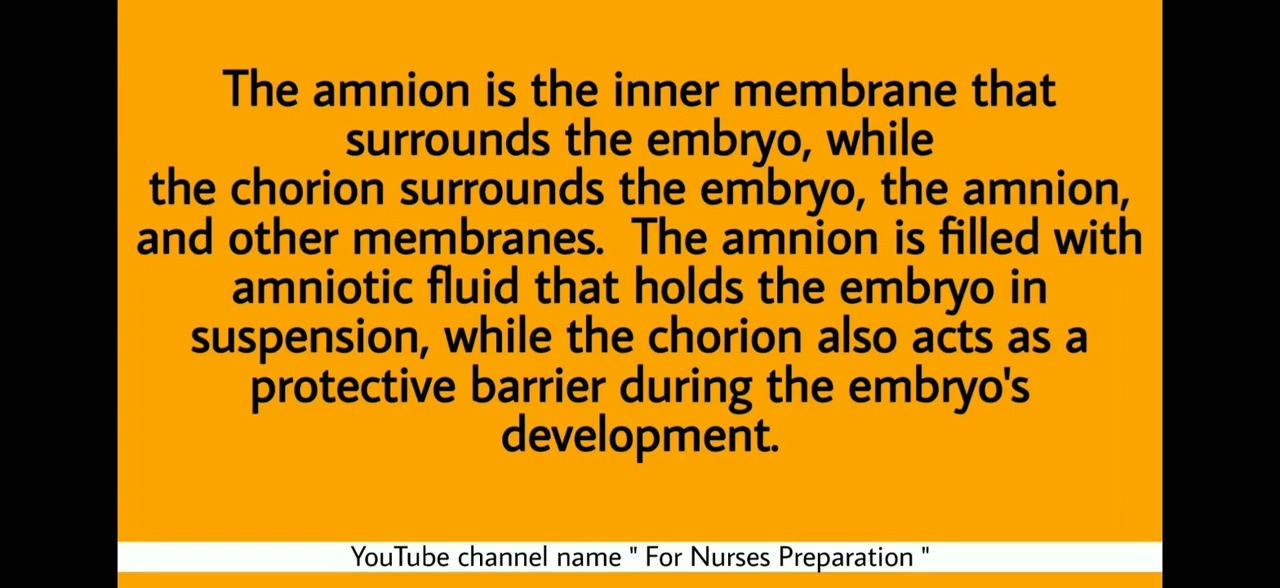 The amnion is the inner membrane that
surrounds the embryo, while
the chorion surrounds the embryo, the amnion,
and other membranes.  The amnion is filled with
amniotic fluid that holds the embryo in
suspension, while the chorion also acts as a
protective barrier during the embryo's
development.
YouTube channel name " For Nurses Preparation "